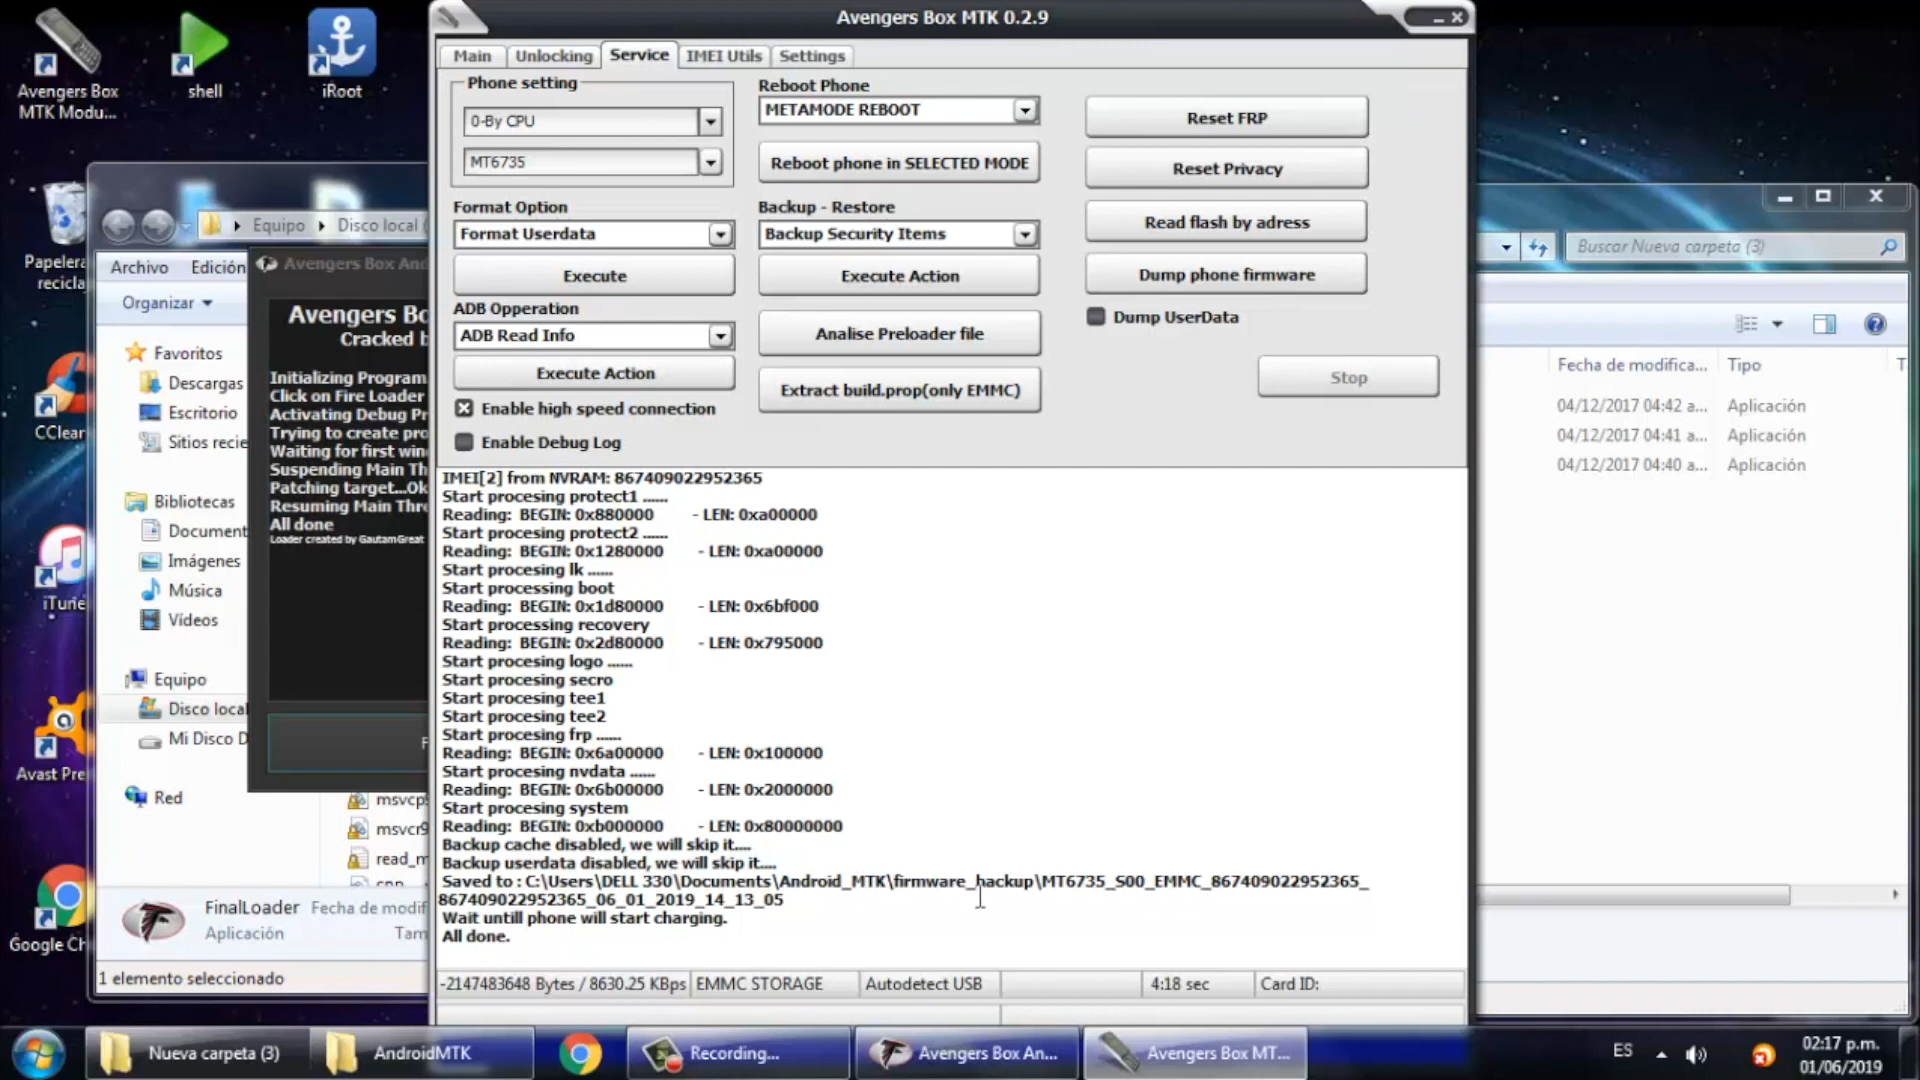 Avengers Box MTK 0.2.9
Main
Unlocking
Service
IMEI Utils
Settings
Phone setting
0-By CPU
MT6735
Format Option
Format Userdata
Execute
ADB Opperation
ADB Read Info
Execute Action
Enable high speed connection
Enable Debug Log
Reboot Phone
METAMODE REBOOT
Reboot phone in SELECTED MODE
Backup - Restore
Backup Security Items
Execute Action
Analise Preloader file
Extract build.prop(only EMMC)
Reset FRP
Reset Privacy
Read flash by adress
Dump phone firmware
Dump UserData
Stop
IMEI[2] from NVRAM: 867409022952365
Start procesing protect1 ......
Reading: BEGIN: 0x880000 - LEN: 0xa00000
Start procesing protect2 ......
Reading: BEGIN: 0x1280000 - LEN: 0xa00000
Start procesing lk ......
Start processing boot
Reading: BEGIN: 0x1d80000 - LEN: 0x6bf000
Start processing recovery
Reading: BEGIN: 0x2d80000 - LEN: 0x795000
Start procesing logo ......
Start procesing secro
Start procesing tee1
Start procesing tee2
Start procesing frp ......
Reading: BEGIN: 0x6a00000 - LEN: 0x100000
Start procesing nvdata ......
Reading: BEGIN: 0x6b00000 - LEN: 0x2000000
Start procesing system
Reading: BEGIN: 0xb000000 - LEN: 0x80000000
Backup cache disabled, we will skip it....
Backup userdata disabled, we will skip it....
Saved to : C:\Users\DELL 330\Documents\Android_MTK\firmware_backup\MT6735_S00_EMMC_867409022952365_
867409022952365_06_01_2019_14_13_05
Wait untill phone will start charging.
All done.
-2147483648 Bytes / 8630.25 KBps
EMMC STORAGE
Autodetect USB
4:18 sec
Card ID:
Avengers Box
MTK Modu...
shell
iRoot
Papelera
recicla
CClear
iTune
Avast Pre
Google Ch
Equipo
Disco local (
Archivo
Edición
Organizar
Favoritos
Descargas
Escritorio
Sitios recie
Bibliotecas
Document
Imágenes
Música
Vídeos
Equipo
Disco local
Mi Disco D
Red
msvcp
msvcr9
read_m
FinalLoader
Fecha de modif
Aplicación
Tam
1 elemento seleccionado
Avengers Box And
Avengers Bo
Cracked b
Initializing Program
Click on Fire Loader
Activating Debug Pr
Trying to create pro
Waiting for first win
Suspending Main Th
Patching target...Ok
Resuming Main Thre
All done
Loader created by GautamGreat
Buscar Nueva carpeta (3)
Fecha de modifica...
Tipo
T
04/12/2017 04:42 a...
Aplicación
04/12/2017 04:41 a...
Aplicación
04/12/2017 04:40 a...
Aplicación
Nueva carpeta (3)
AndroidMTK
Recording...
Avengers Box An...
Avengers Box MT...
ES
02:17 p.m.
01/06/2019